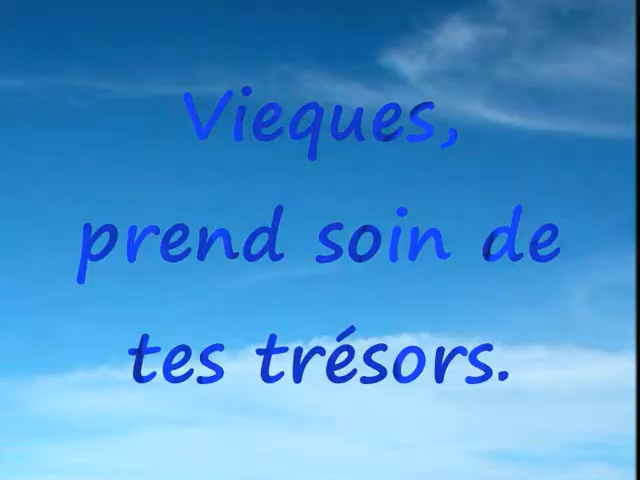 Vieques,
prend soin de
tes trésors.